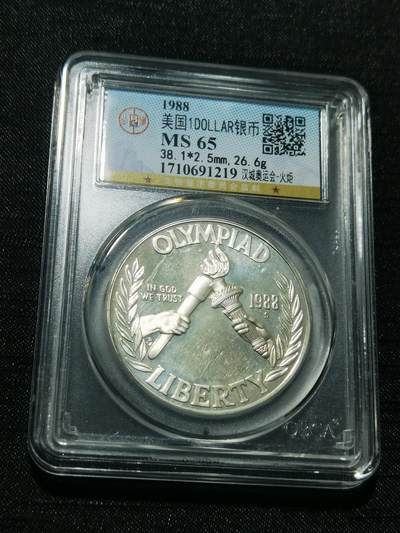 1988
美国1DOLLAR银币
MS 65
38.1*2.5mm,26.6g
1710691219 汉城奥运会-火炬
OLYMPIAD
IN GOD
WE TRUST
1988
S
LIBERTY